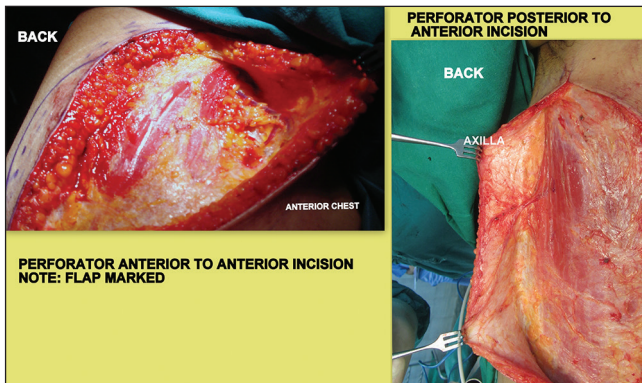 BACK
ANTERIOR CHEST
PERFORATOR ANTERIOR TO ANTERIOR INCISION
NOTE: FLAP MARKED
PERFORATOR POSTERIOR TO
ANTERIOR INCISION
BACK
AXILLA